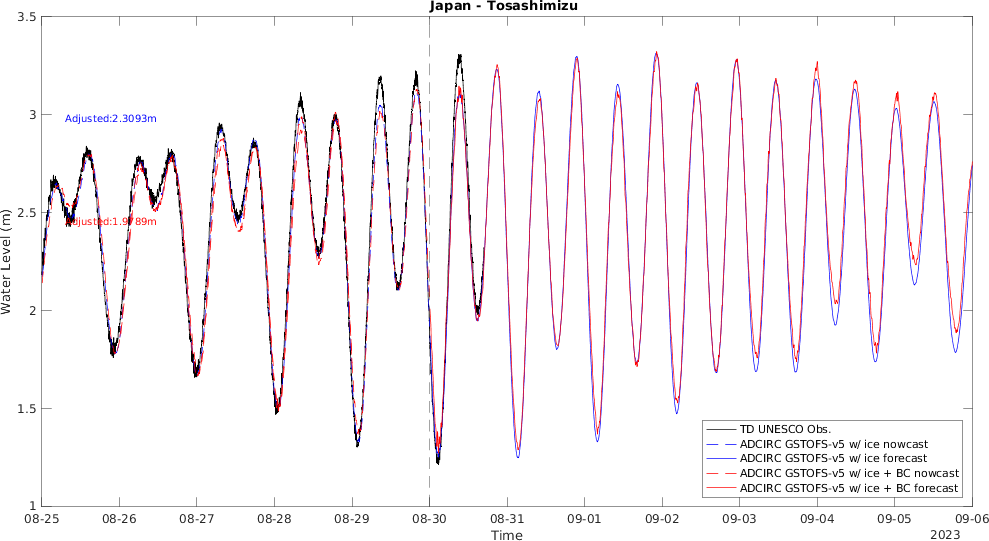 Japan - Tosashimizu
3.5
3
2.5
2
1.5
1
Water Level (m)
Adjusted:2.3093m
Adjusted:1.9789m
TD UNESCO Obs.
ADCIRC GSTOFS-v5 w/ ice nowcast
ADCIRC GSTOFS-v5 w/ ice forecast
ADCIRC GSTOFS-v5 w/ ice + BC nowcast
ADCIRC GSTOFS-v5 w/ ice + BC forecast
08-25 08-26 08-27 08-28 08-29 08-30 08-31 09-01 09-02 09-03 09-04 09-05 09-06
Time
2023